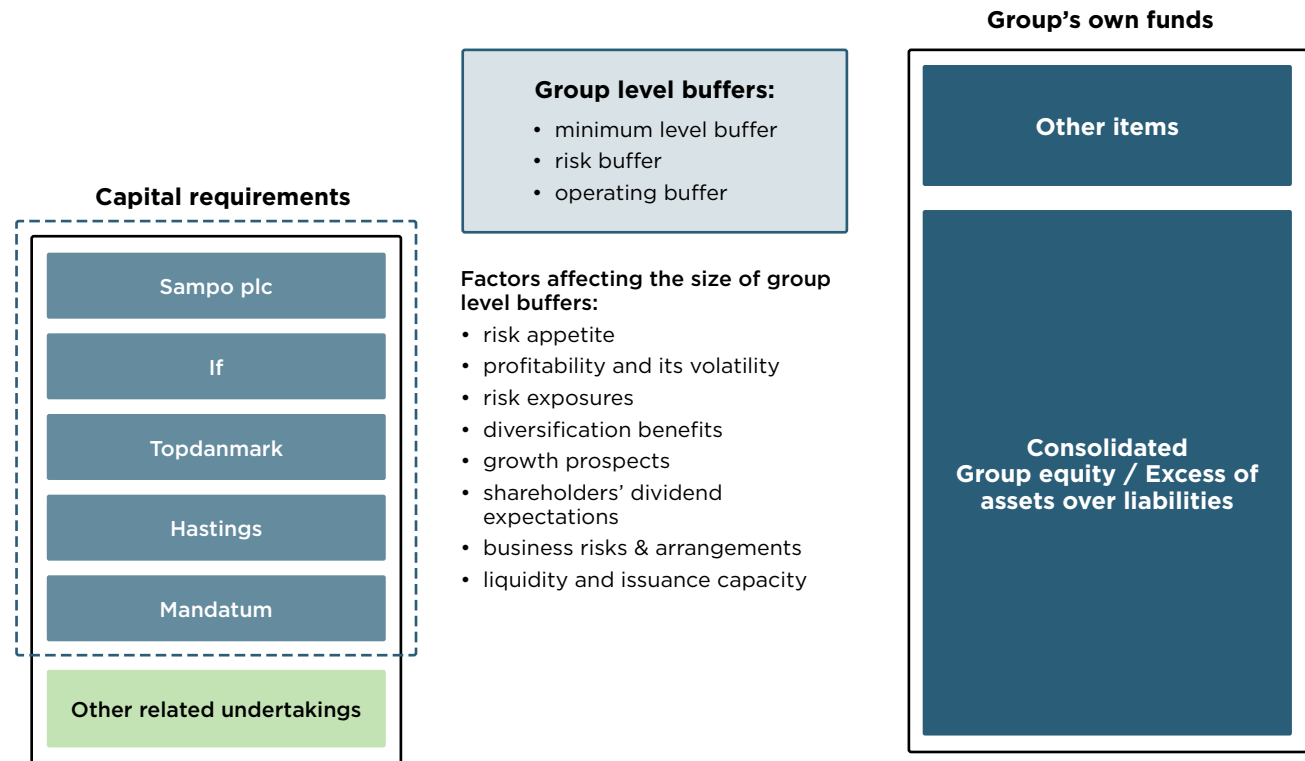 Capital requirements
Sampo plc
If
Topdanmark
Hastings
Mandatum
Other related undertakings
Group level buffers:
• minimum level buffer
• risk buffer
• operating buffer
Factors affecting the size of group
level buffers:
• risk appetite
• profitability and its volatility
• risk exposures
• diversification benefits
• growth prospects
• shareholders’ dividend
expectations
• business risks & arrangements
• liquidity and issuance capacity
Group’s own funds
Other items
Consolidated
Group equity / Excess of
assets over liabilities